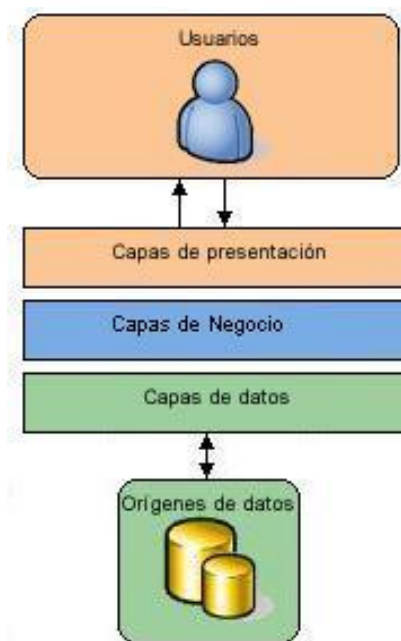 Usuarios
Capas de presentación
Capas de Negocio
Capas de datos
Orígenes de datos